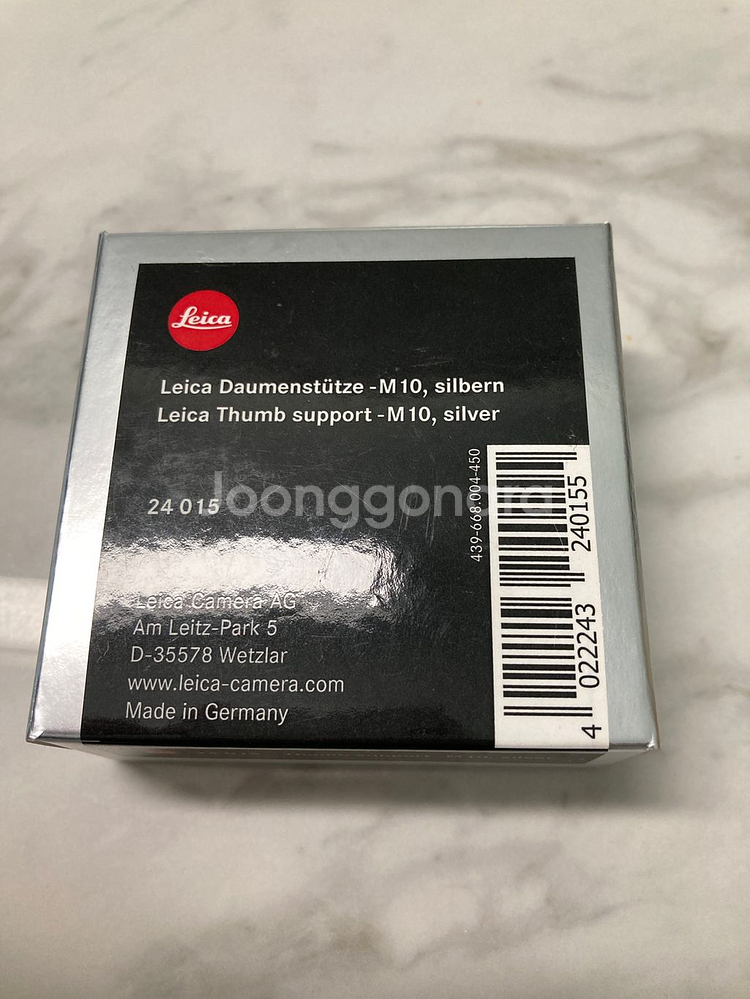 Leica
Leica Daumenstütze -M10, silbern
Leica Thumb support -M10, silver
24 015
loonggonnara
439-668.004-450
4 022243 240155
Leica Camera AG
Am Leitz-Park 5
D-35578 Wetzlar
www.leica-camera.com
Made in Germany